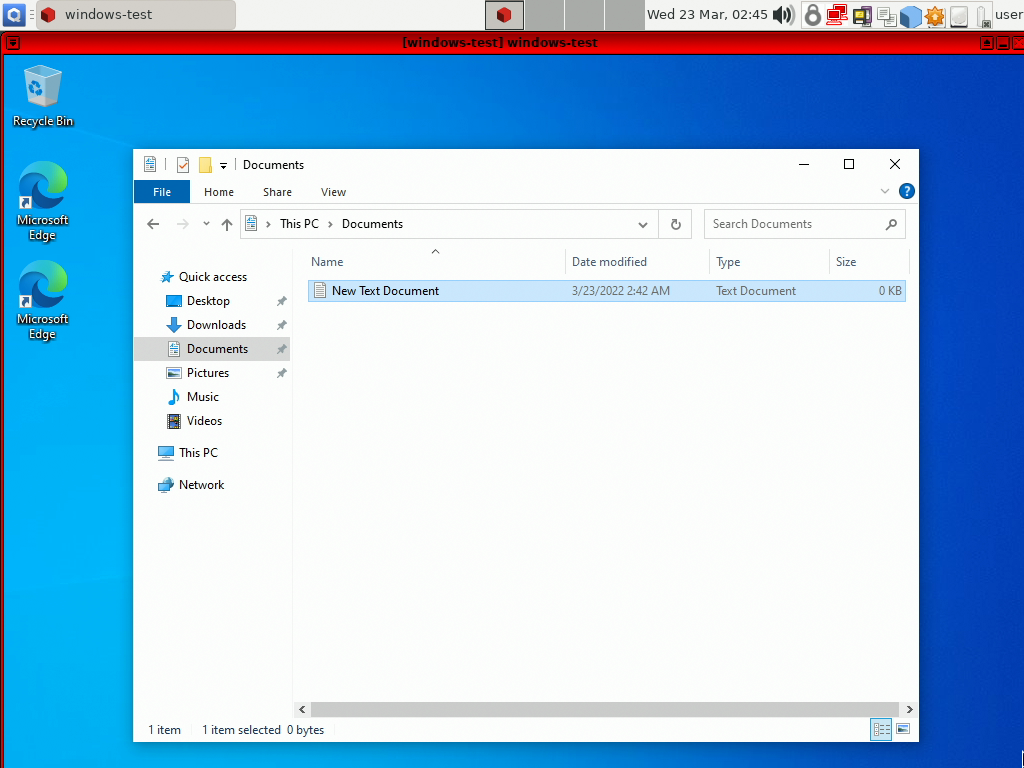 windows-test
Wed 23 Mar, 02:45
user
[windows-test] windows-test
Recycle Bin
Microsoft
Edge
Microsoft
Edge
Documents
File Home Share View
This PC Documents
Search Documents
Name Date modified Type Size
New Text Document 3/23/2022 2:42 AM Text Document 0 KB
Quick access
Desktop
Downloads
Documents
Pictures
Music
Videos
This PC
Network
1 item 1 item selected 0 bytes